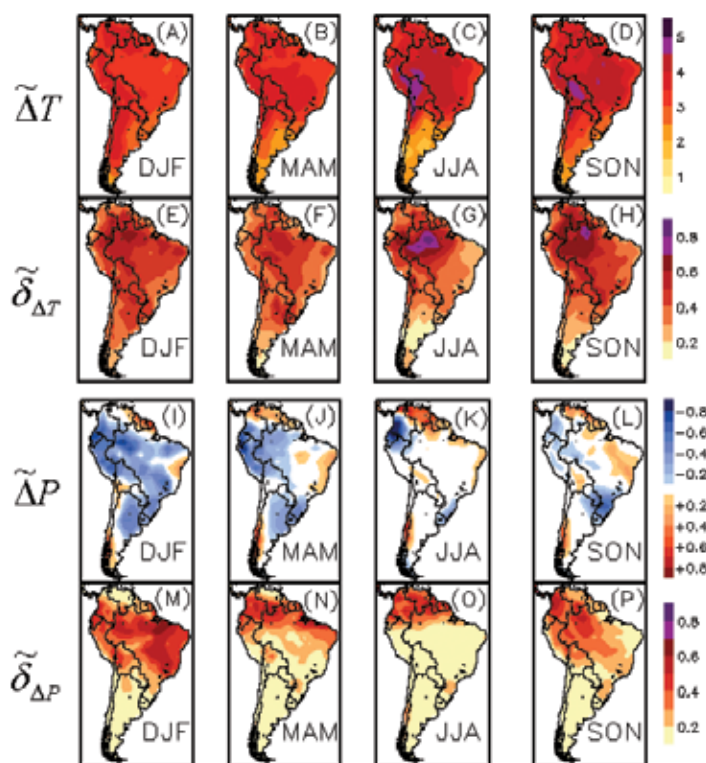 (A) (B) (C) (D)
Δ̃T
DJF MAM JJA SON
5
4
3
2
1
(E) (F) (G) (H)
δ̃ΔT
DJF MAM JJA SON
0.8
0.6
0.4
0.2
(I) (J) (K) (L)
Δ̃P
DJF MAM JJA SON
-0.8
-0.6
-0.4
-0.2
+0.2
+0.4
+0.6
+0.8
(M) (N) (O) (P)
δ̃ΔP
DJF MAM JJA SON
0.8
0.6
0.4
0.2